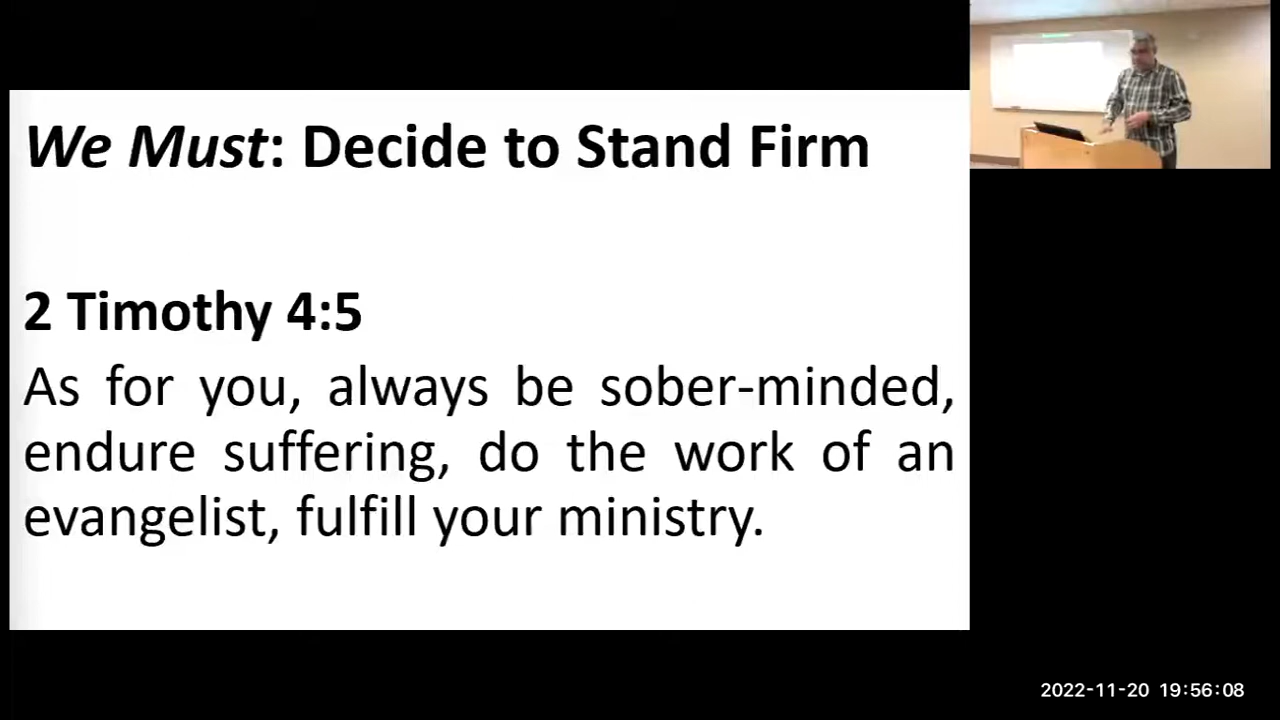 We Must: Decide to Stand Firm
2 Timothy 4:5
As for you, always be sober-minded,
endure suffering, do the work of an
evangelist, fulfill your ministry.
2022-11-20 19:56:08